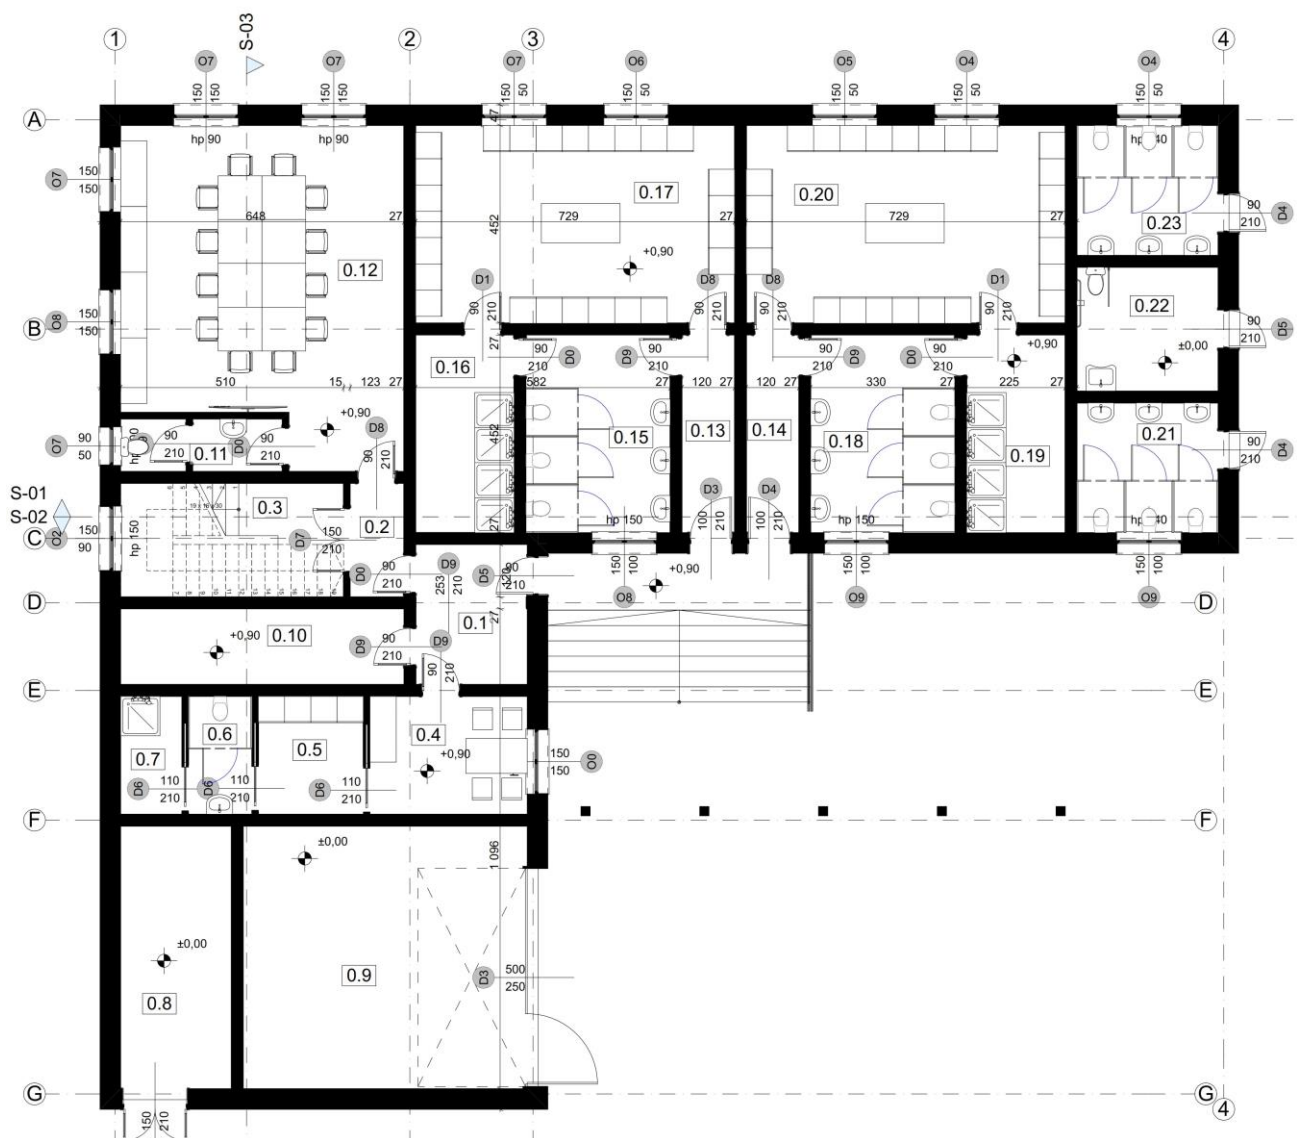 S-03
1 2 3 4
O7 O7 O7 O6 O5 O4 O4
150 150 150 150 150 50 150 50 150 50 150 50 150 50
A
47
hp 90 hp 90
O7 150 150
0.17 0.20
90 210 D4
0.23
648 27 452 729 27 729 27
0.12
+0,90
D1 D8 D8 D1
0.22
O8 150 150
90 210 90 210 90 210 90 210
90 210 D5
B
27
±0,00
0.16
90 210 D0 D9 90 210 90 210 D9 D0 90 210
+0,90
510 15 123 27 582 27 120 27 120 27 330 27 225 27
+0,90 D8
O7 90 50
90 210 0.11 D0 90 210
90 210
452
0.15 0.13 0.14 0.18 0.19 0.21
90 210 D4
S-01
S-02
0.3
19 x 16 x 30
0.2
D3 D4
100 210 100 210
O2 150 90
hp 150
D7 150 210
27
hp 150 hp 150
C
D0 90 210
D9
253 210
D5 90 210
120
150 100 150 100 150 100
+0,90
O8 O9 O9
D D
0.1
27
0.10
+0,90
D9 90 210
D9
90 210
E E
0.7 0.6 0.5 0.4
+0,90
150 150 O0
D6 110 210 D6 110 210 D6 110 210
F F
±0,00
1 096
±0,00
0.8 0.9
D3 500 250
G G
150 210
4